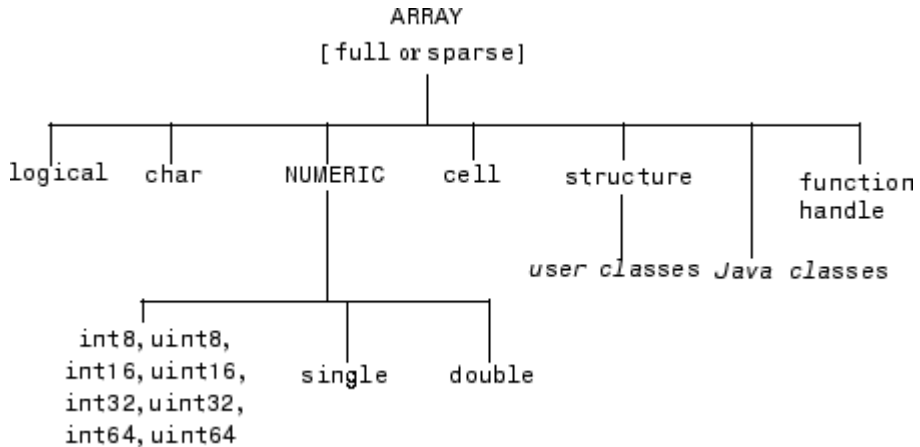 ARRAY
[full or sparse]
logical
char
NUMERIC
cell
structure
function
handle
user classes
Java classes
int8, uint8,
int16, uint16,
int32, uint32,
int64, uint64
single
double